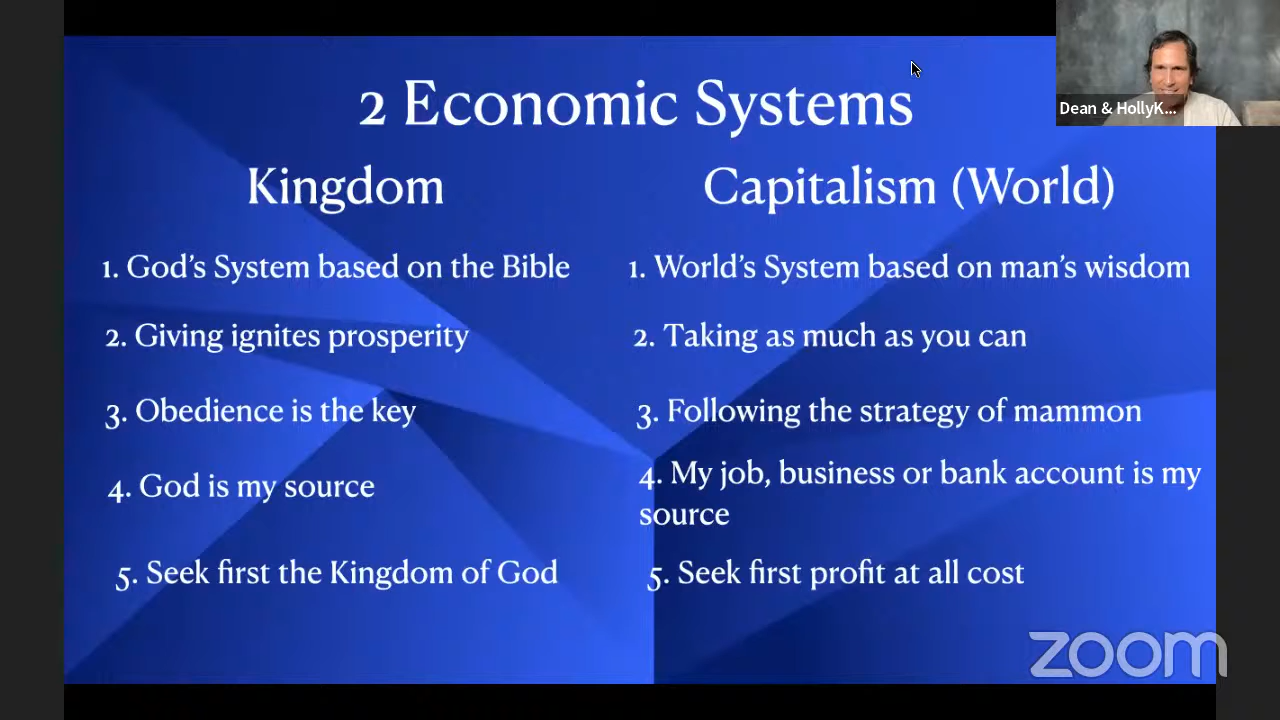 2 Economic Systems
Kingdom
Capitalism (World)
1. God's System based on the Bible
1. World's System based on man's wisdom
2. Giving ignites prosperity
2. Taking as much as you can
3. Obedience is the key
3. Following the strategy of mammon
4. God is my source
4. My job, business or bank account is my
source
5. Seek first the Kingdom of God
5. Seek first profit at all cost
Dean & HollyK...
zoom